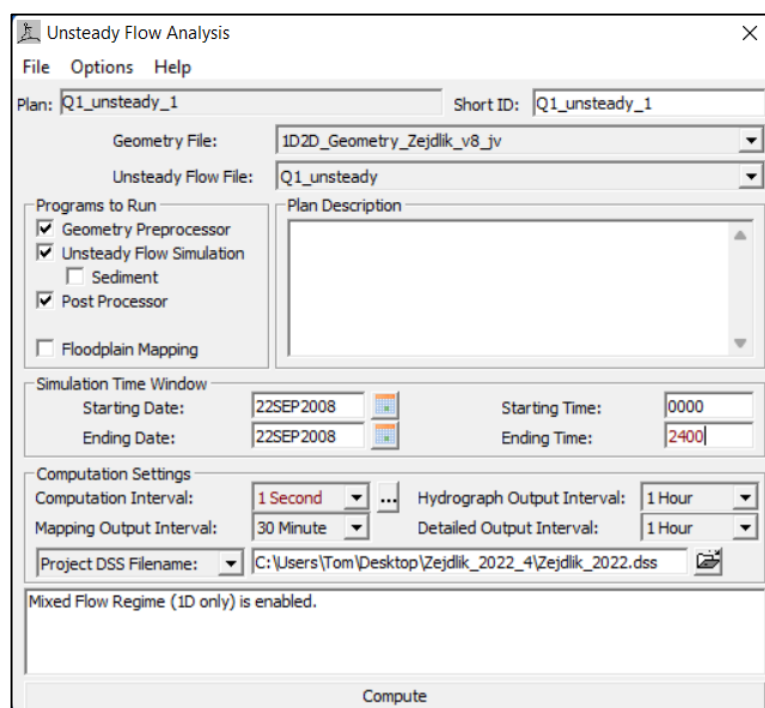 Unsteady Flow Analysis
File Options Help
Plan: Q1_unsteady_1 Short ID: Q1_unsteady_1
Geometry File: 1D2D_Geometry_Zejdlik_v8_jv
Unsteady Flow File: Q1_unsteady
Programs to Run
Geometry Preprocessor
Unsteady Flow Simulation
Sediment
Post Processor
Floodplain Mapping
Plan Description
Simulation Time Window
Starting Date: 22SEP2008 Starting Time: 0000
Ending Date: 22SEP2008 Ending Time: 2400
Computation Settings
Computation Interval: 1 Second ... Hydrograph Output Interval: 1 Hour
Mapping Output Interval: 30 Minute Detailed Output Interval: 1 Hour
Project DSS Filename: C:\Users\Tom\Desktop\Zejdlik_2022_4\Zejdlik_2022.dss
Mixed Flow Regime (1D only) is enabled.
Compute